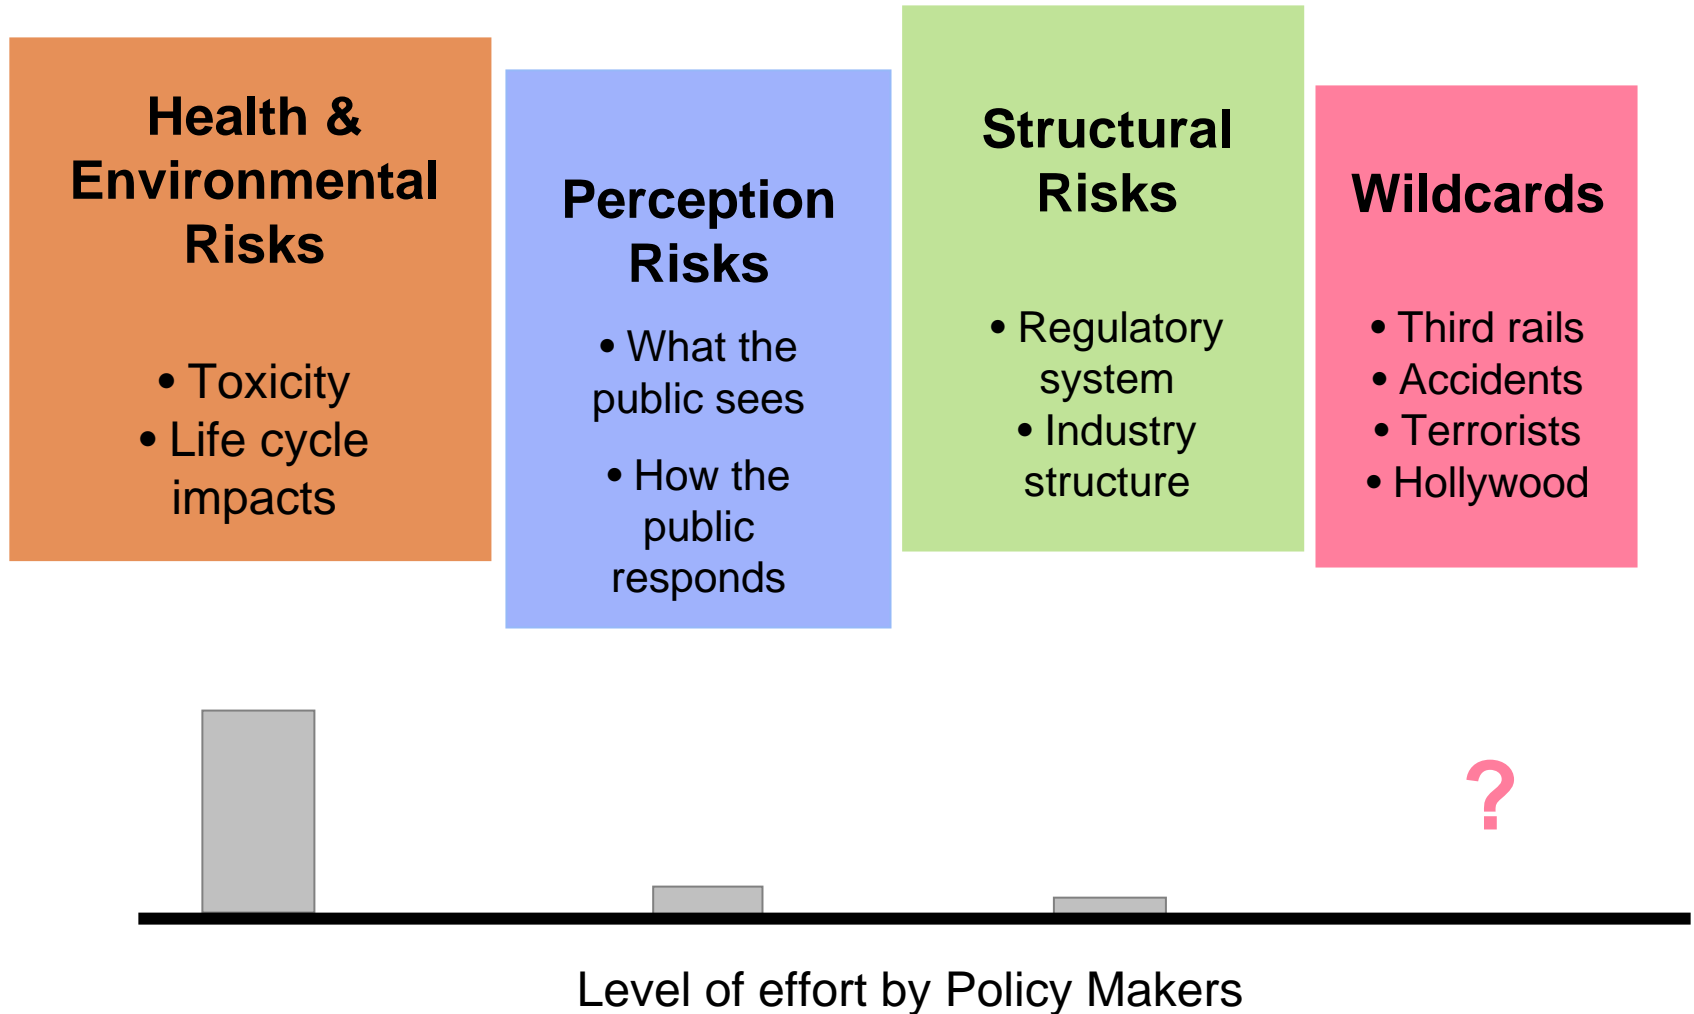 Health &
Environmental
Risks
• Toxicity
• Life cycle
impacts
Perception
Risks
• What the
public sees
• How the
public
responds
Structural
Risks
• Regulatory
system
• Industry
structure
Wildcards
• Third rails
• Accidents
• Terrorists
• Hollywood
?
Level of effort by Policy Makers